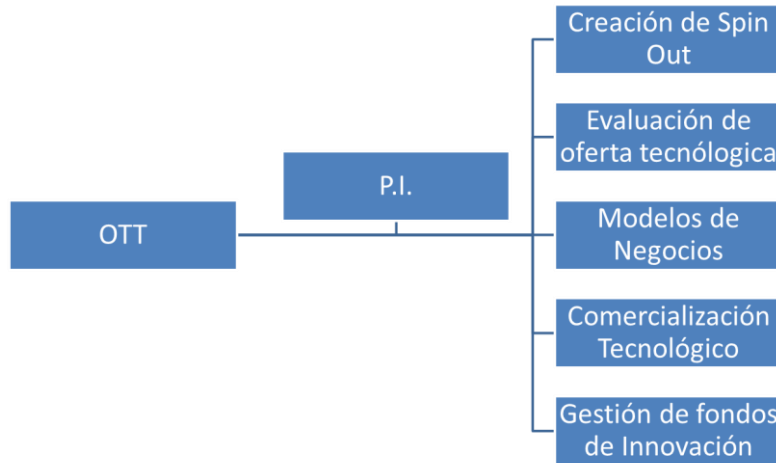 Creación de Spin
Out
Evaluación de
oferta tecnólogica
P.I.
OTT
Modelos de
Negocios
Comercialización
Tecnológico
Gestión de fondos
de Innovación